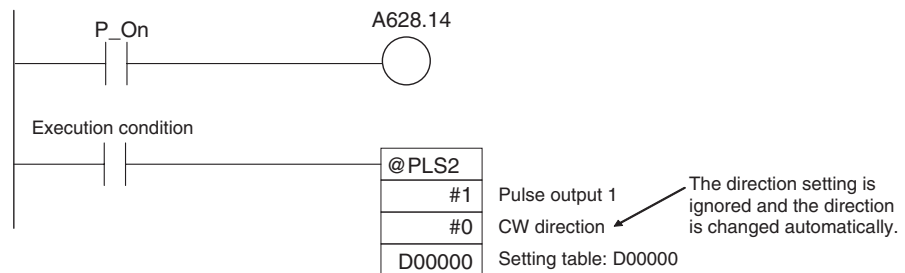 P_On
A628.14
Execution condition
@PLS2
#1 Pulse output 1
#0 CW direction
D00000 Setting table: D00000
The direction setting is
ignored and the direction
is changed automatically.